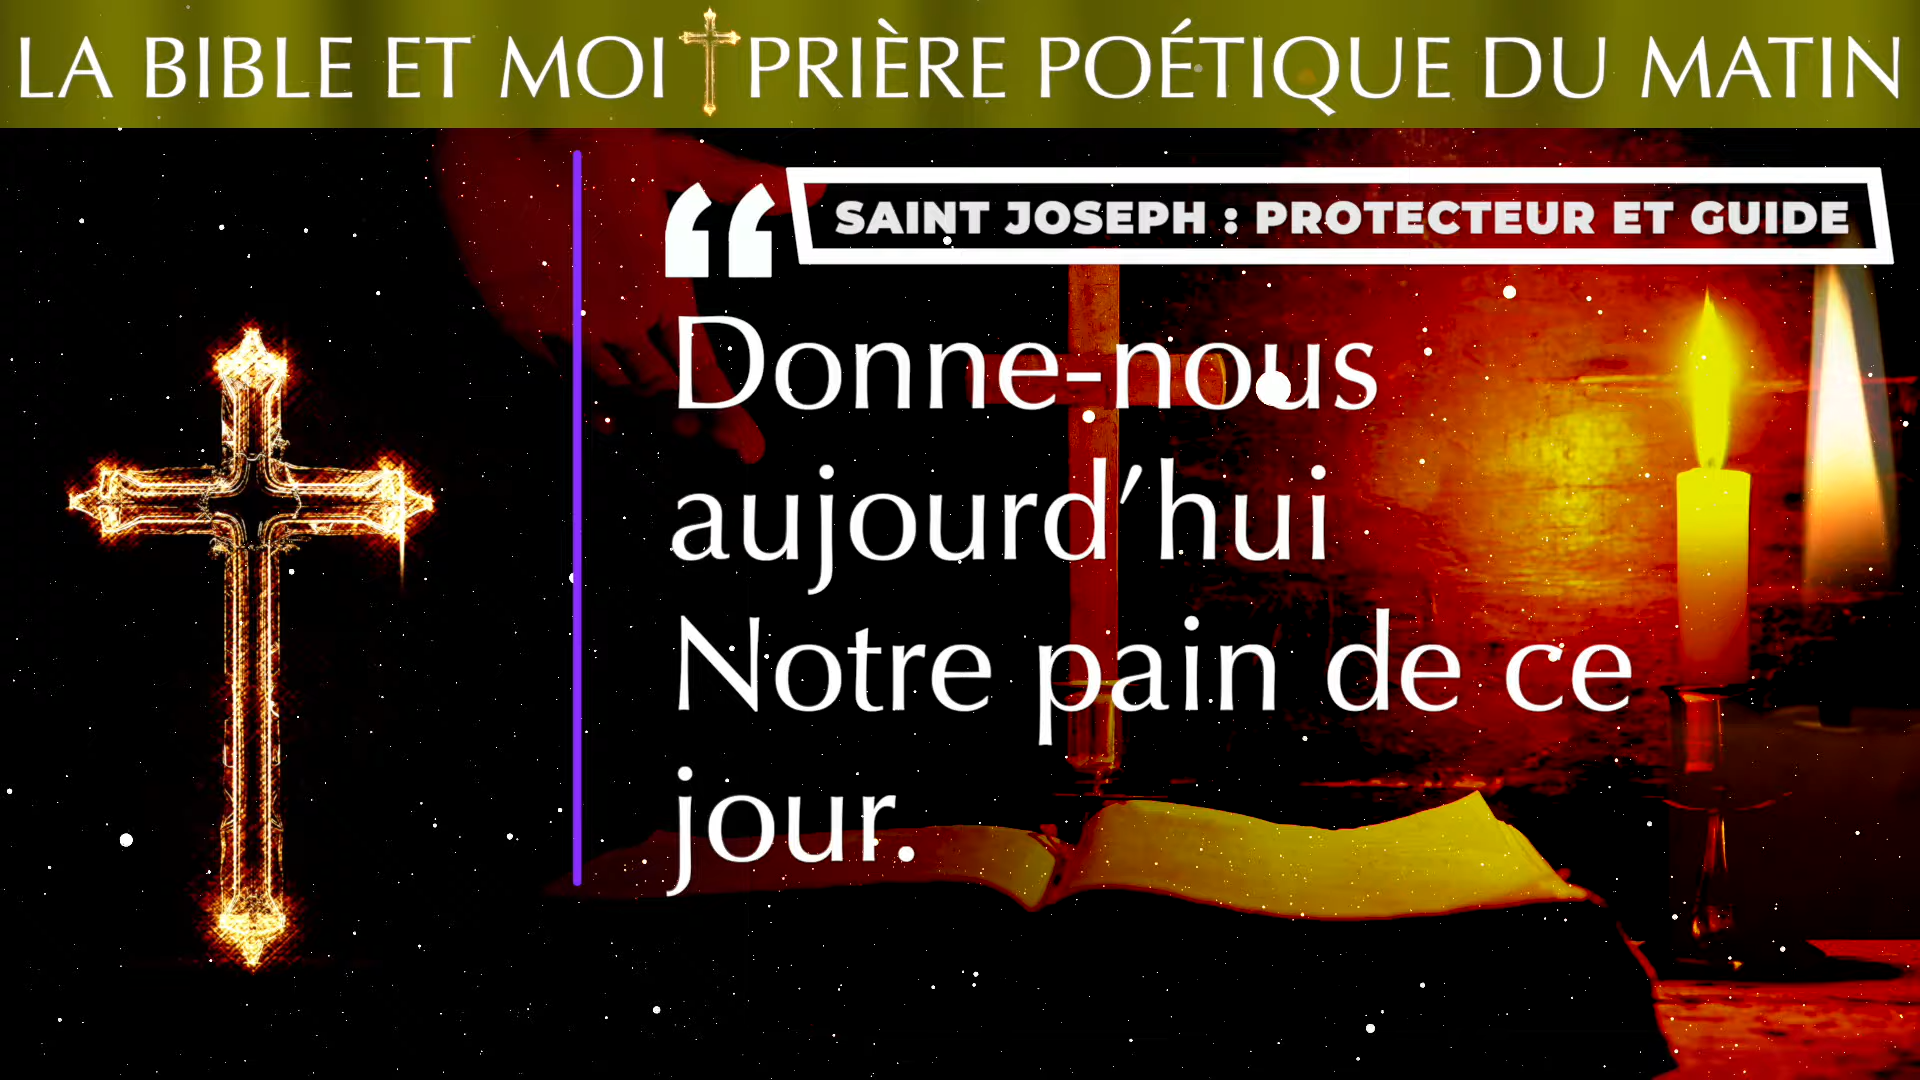 LA BIBLE ET MOI PRIÈRE POÉTIQUE DU MATIN
SAINT JOSEPH : PROTECTEUR ET GUIDE
“
Donne-nous
aujourd’hui
Notre pain de ce
jour.